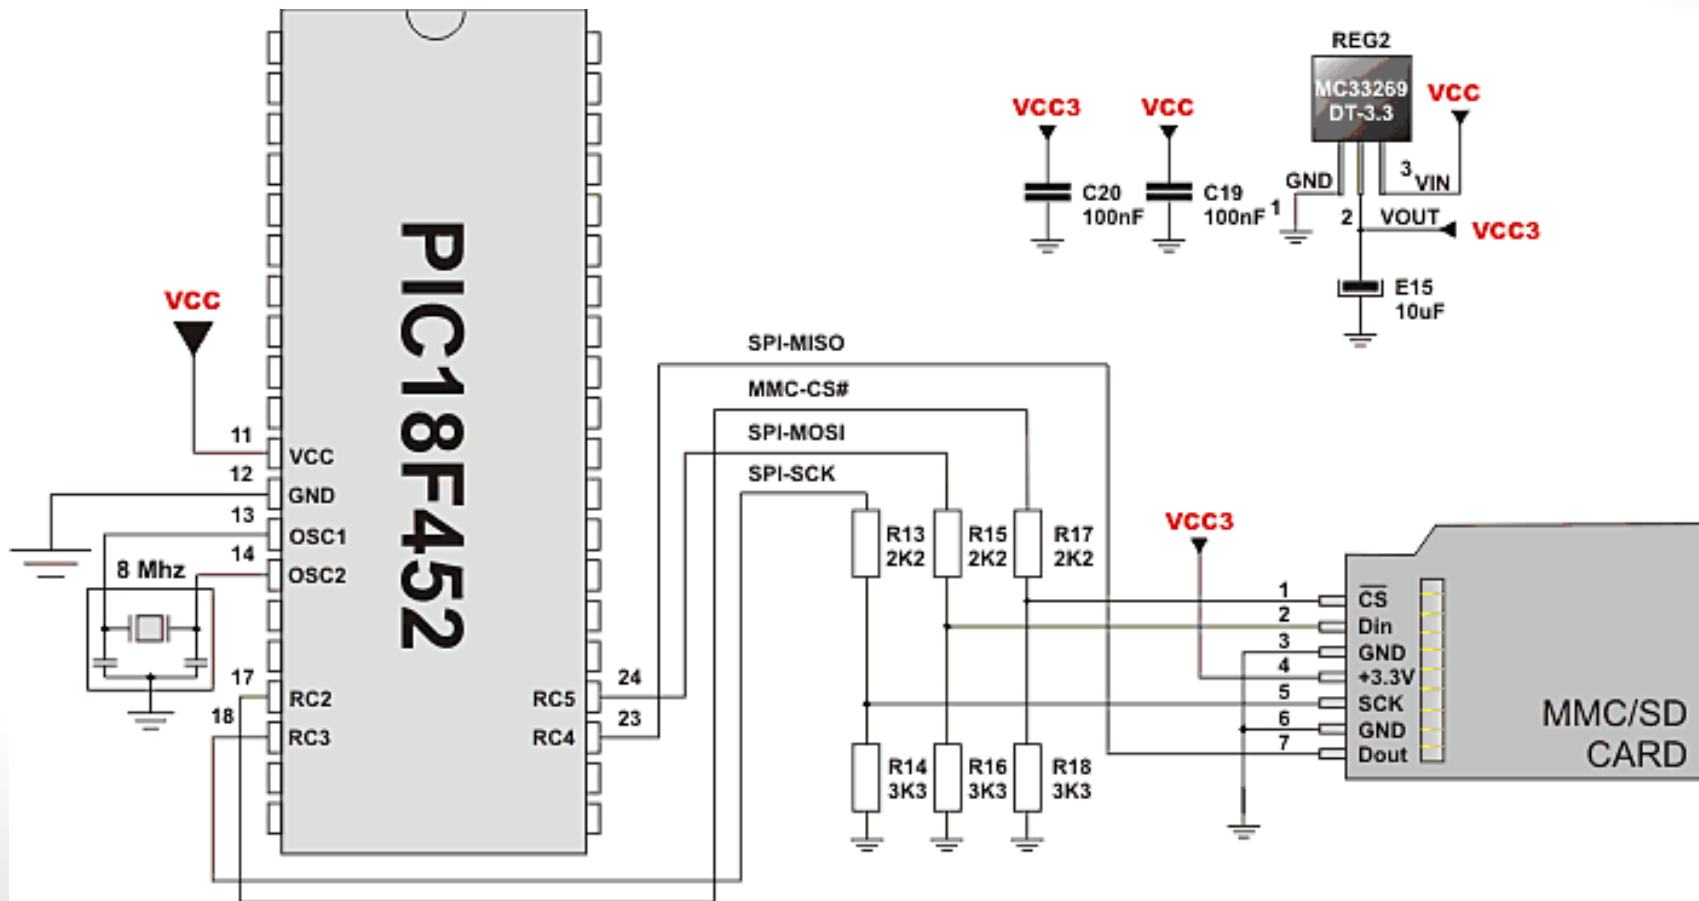 REG2
MC33269
DT-3.3
VCC
VCC3
VCC
3
VIN
GND
1
C20
100nF
C19
100nF
2
VOUT
VCC3
E15
10uF
PIC18F452
VCC
11
VCC
12
GND
13
OSC1
14
OSC2
8 Mhz
17
RC2
18
RC3
24
RC5
23
RC4
SPI-MISO
MMC-CS#
SPI-MOSI
SPI-SCK
R13
2K2
R15
2K2
R17
2K2
R14
3K3
R16
3K3
R18
3K3
VCC3
1
CS
2
Din
3
GND
4
+3.3V
5
SCK
6
GND
7
Dout
MMC/SD
CARD